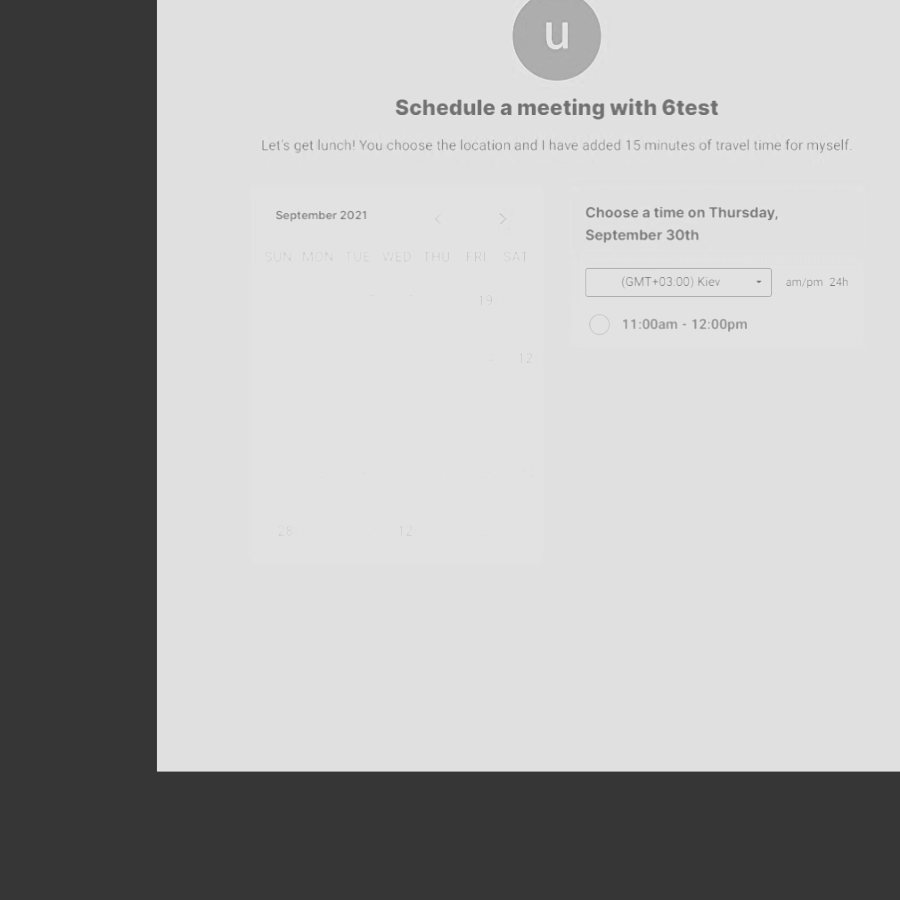 u
Schedule a meeting with 6test
Let's get lunch! You choose the location and I have added 15 minutes of travel time for myself.
September 2021
SUN MON TUE WED THU FRI SAT
19
12
28 12
Choose a time on Thursday,
September 30th
(GMT+03:00) Kiev am/pm 24h
11:00am - 12:00pm